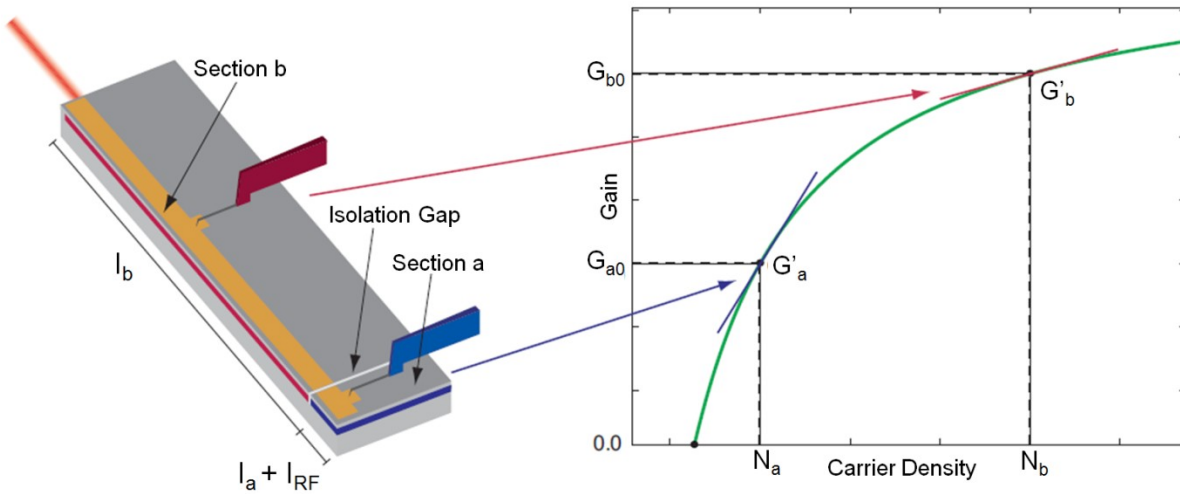 Section b
Isolation Gap
Section a
lb
la + lRF
Gain
Gb0
Ga0
0.0
G'b
G'a
Na
Carrier Density
Nb